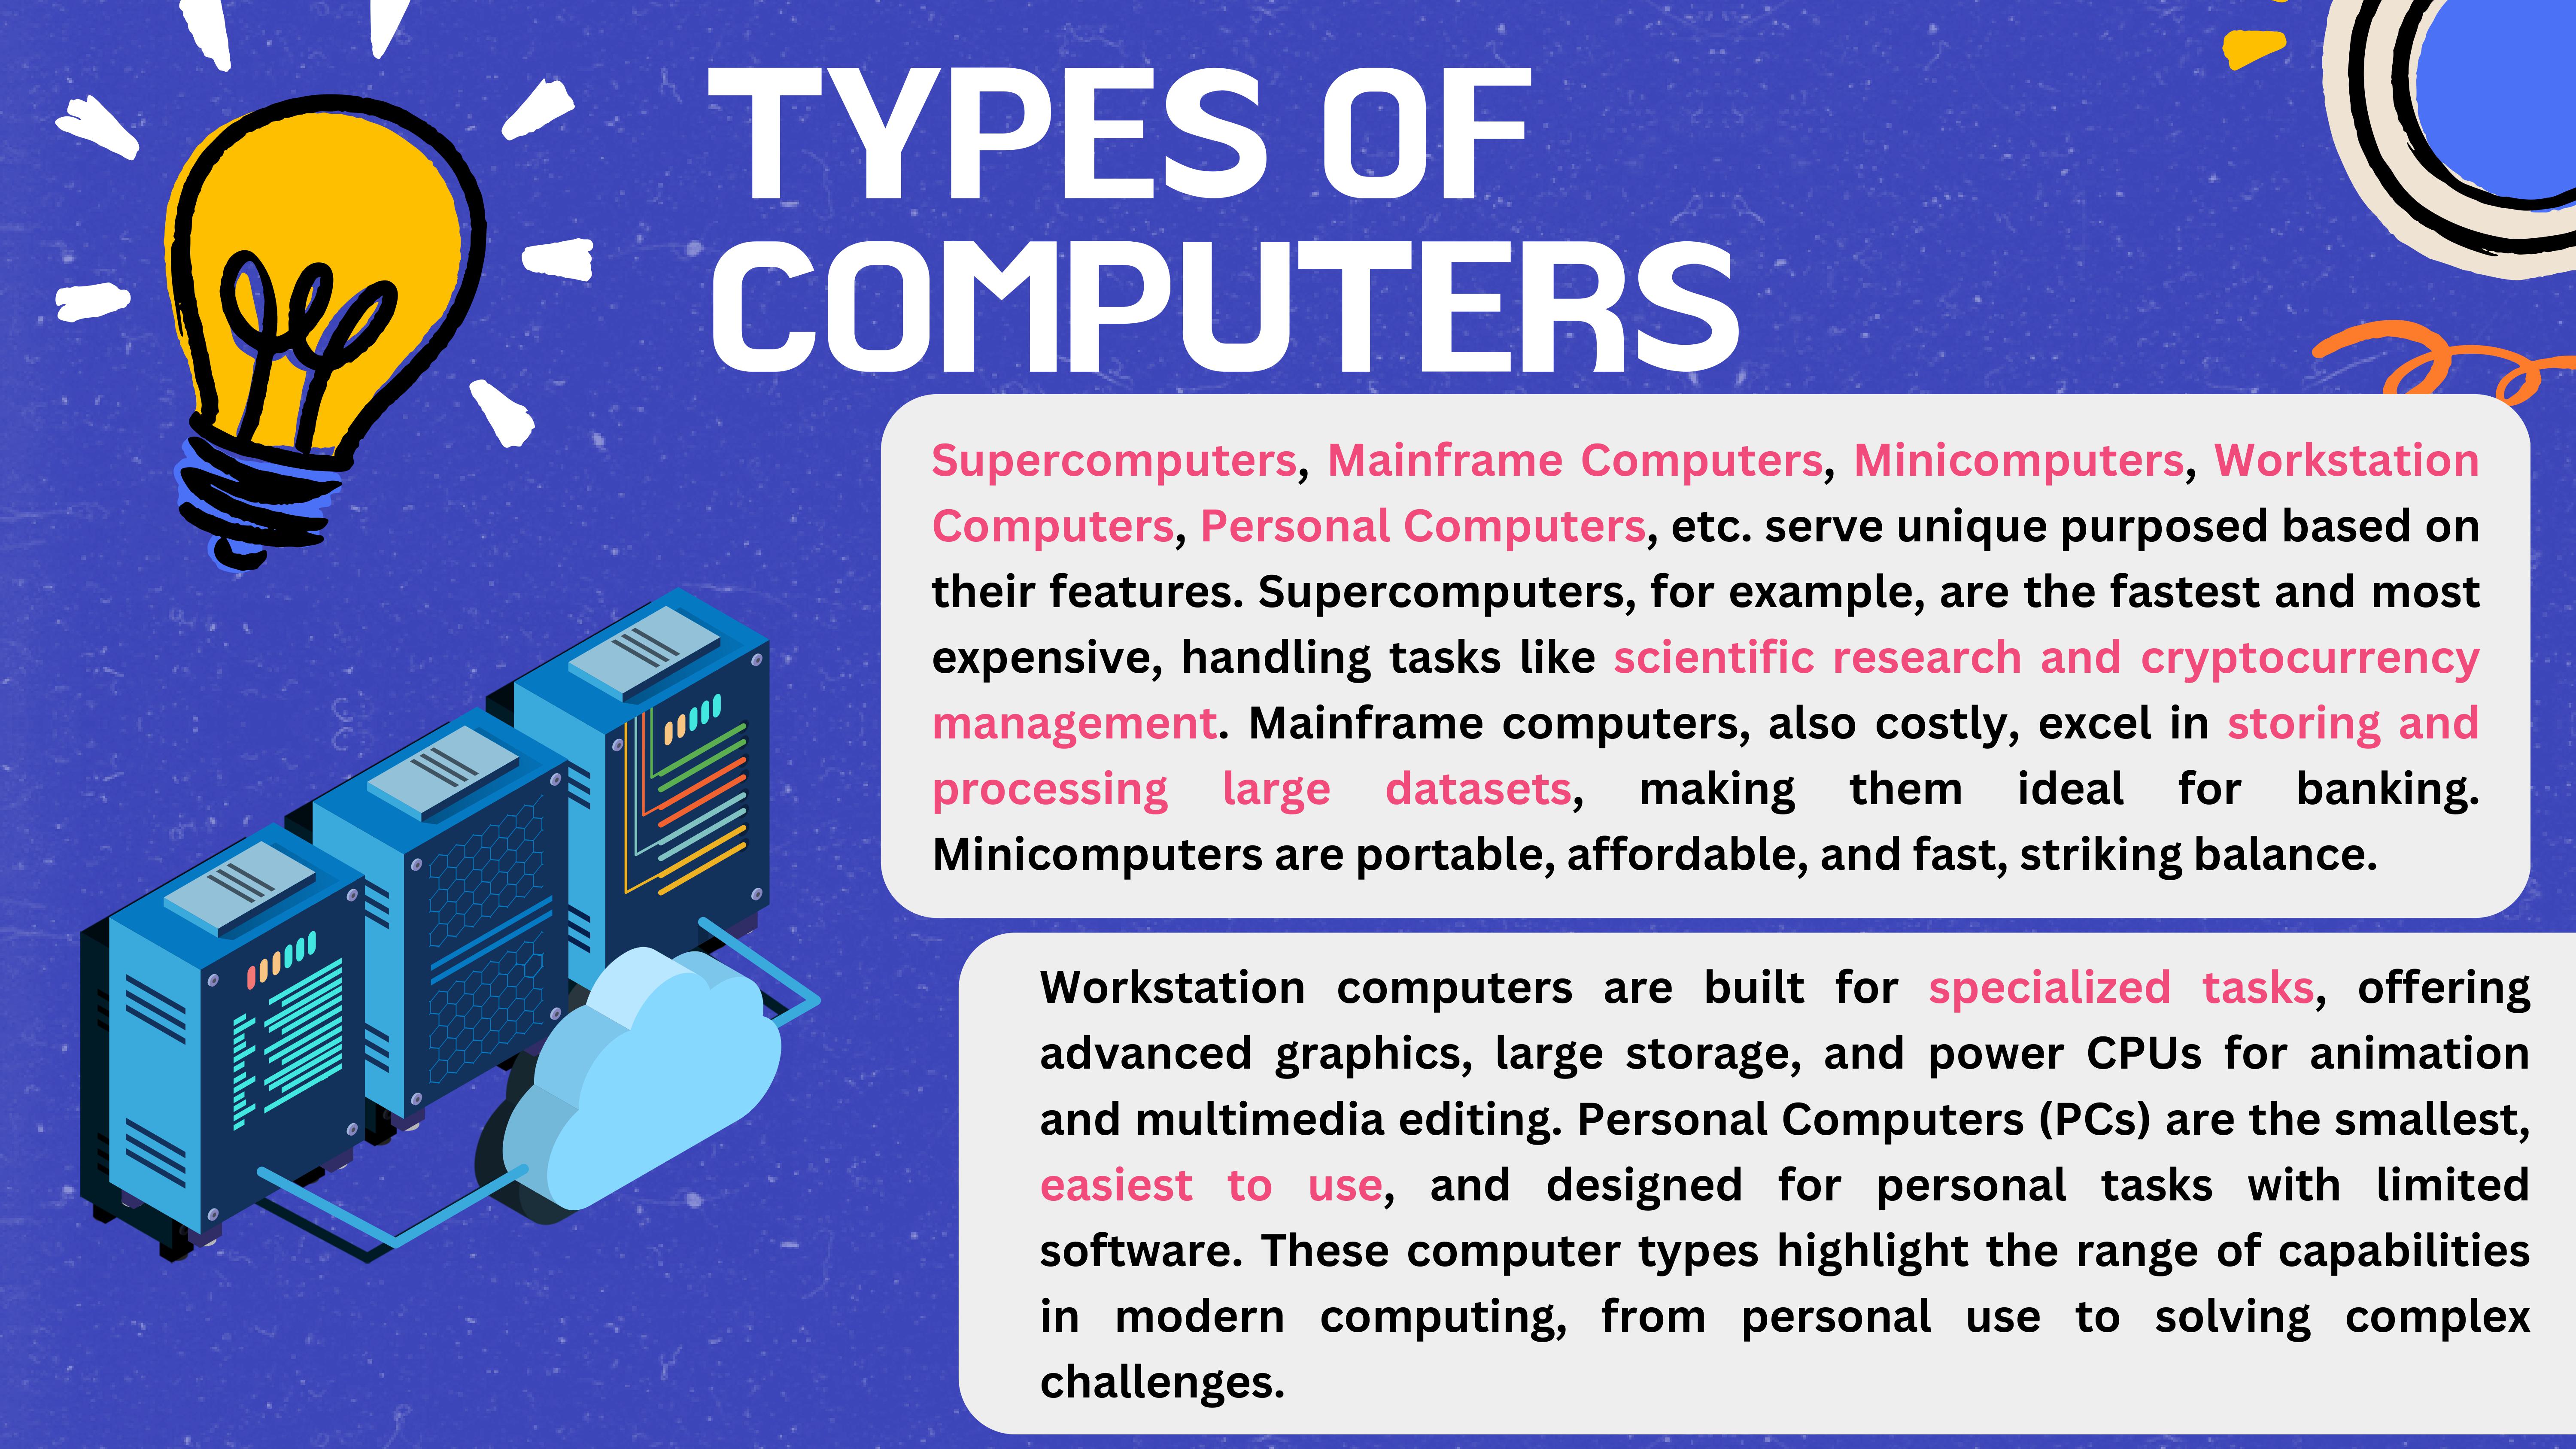 TYPES OF
COMPUTERS
Supercomputers, Mainframe Computers, Minicomputers, Workstation
Computers, Personal Computers, etc. serve unique purposed based on
their features. Supercomputers, for example, are the fastest and most
expensive, handling tasks like scientific research and cryptocurrency
management. Mainframe computers, also costly, excel in storing and
processing large datasets, making them ideal for banking.
Minicomputers are portable, affordable, and fast, striking balance.
Workstation computers are built for specialized tasks, offering
advanced graphics, large storage, and power CPUs for animation
and multimedia editing. Personal Computers (PCs) are the smallest,
easiest to use, and designed for personal tasks with limited
software. These computer types highlight the range of capabilities
in modern computing, from personal use to solving complex
challenges.